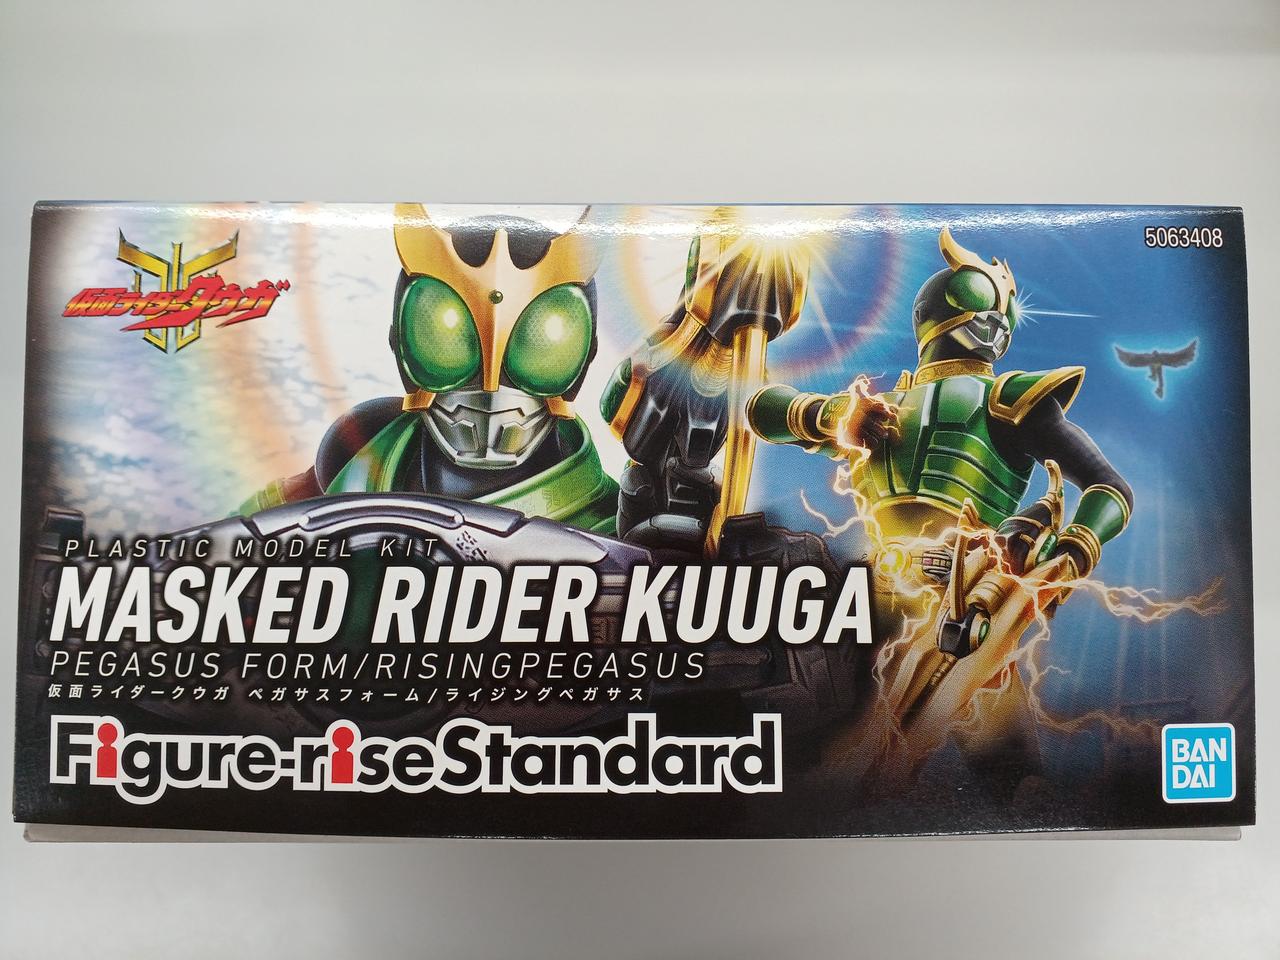 5063408
仮面ライダークウガ
PLASTIC MODEL KIT
MASKED RIDER KUUGA
PEGASUS FORM/RISINGPEGASUS
仮面ライダークウガ ペガサスフォーム/ライジングペガサス
Figure-riseStandard
BAN
DAI